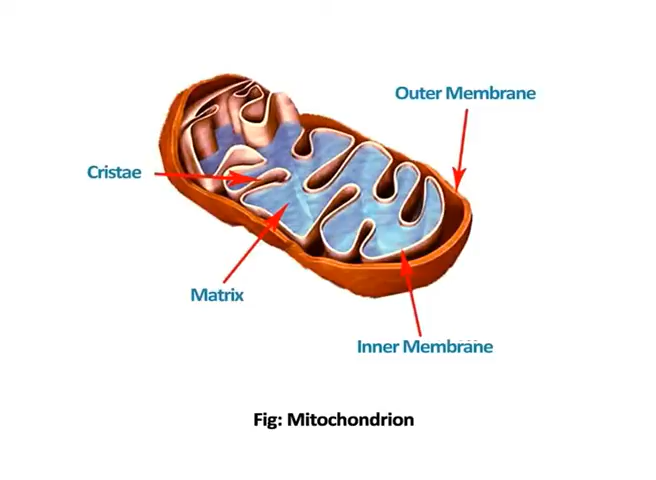 Outer Membrane
Cristae
Matrix
Inner Membrane
Fig: Mitochondrion